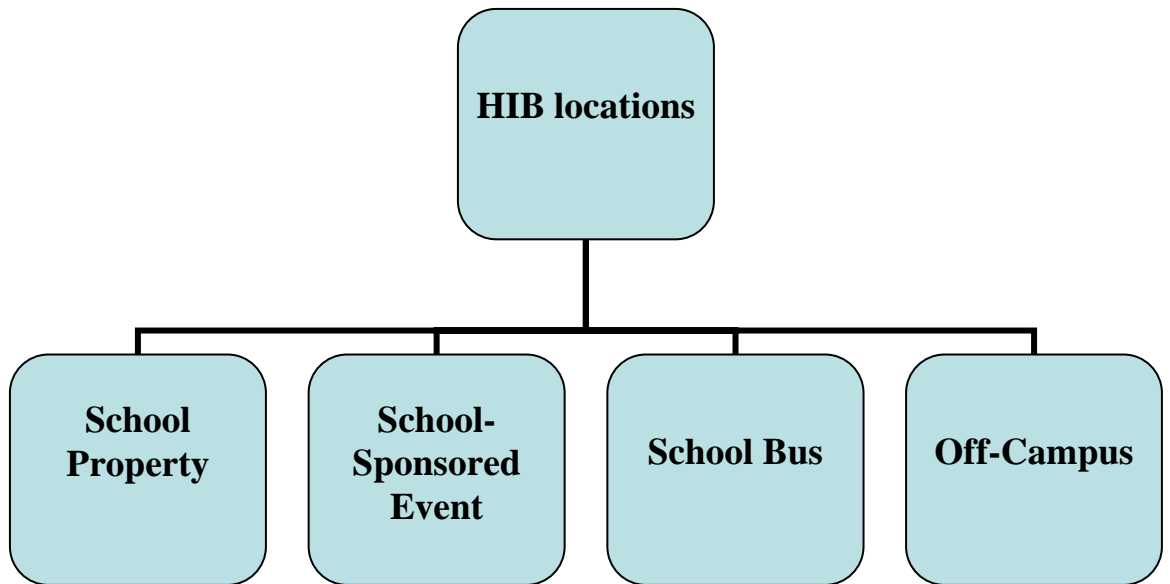 HIB locations
School
Property
School-
Sponsored
Event
School Bus
Off-Campus